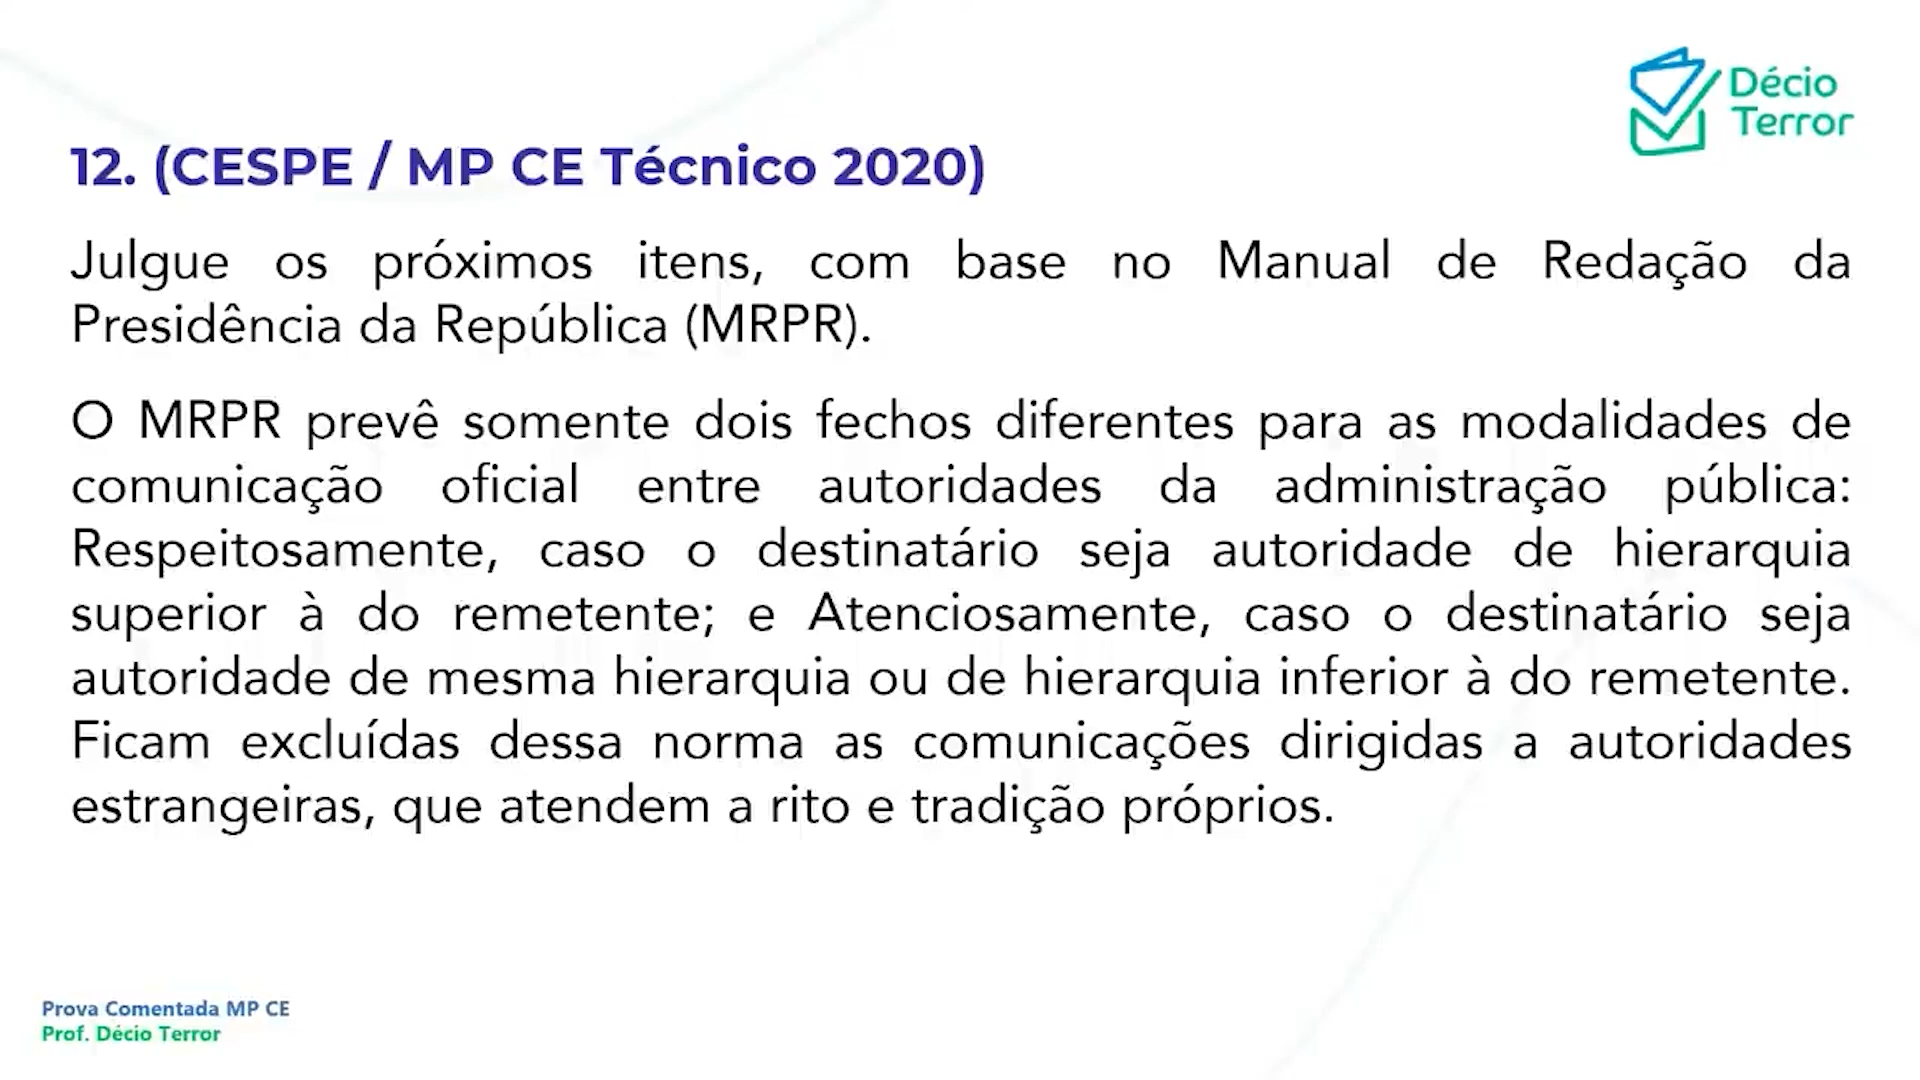 Décio
Terror
12. (CESPE / MP CE Técnico 2020)
Julgue os próximos itens, com base no Manual de Redação da
Presidência da República (MRPR).
O MRPR prevê somente dois fechos diferentes para as modalidades de
comunicação oficial entre autoridades da administração pública:
Respeitosamente, caso o destinatário seja autoridade de hierarquia
superior à do remetente; e Atenciosamente, caso o destinatário seja
autoridade de mesma hierarquia ou de hierarquia inferior à do remetente.
Ficam excluídas dessa norma as comunicações dirigidas a autoridades
estrangeiras, que atendem a rito e tradição próprios.
Prova Comentada MP CE
Prof. Décio Terror